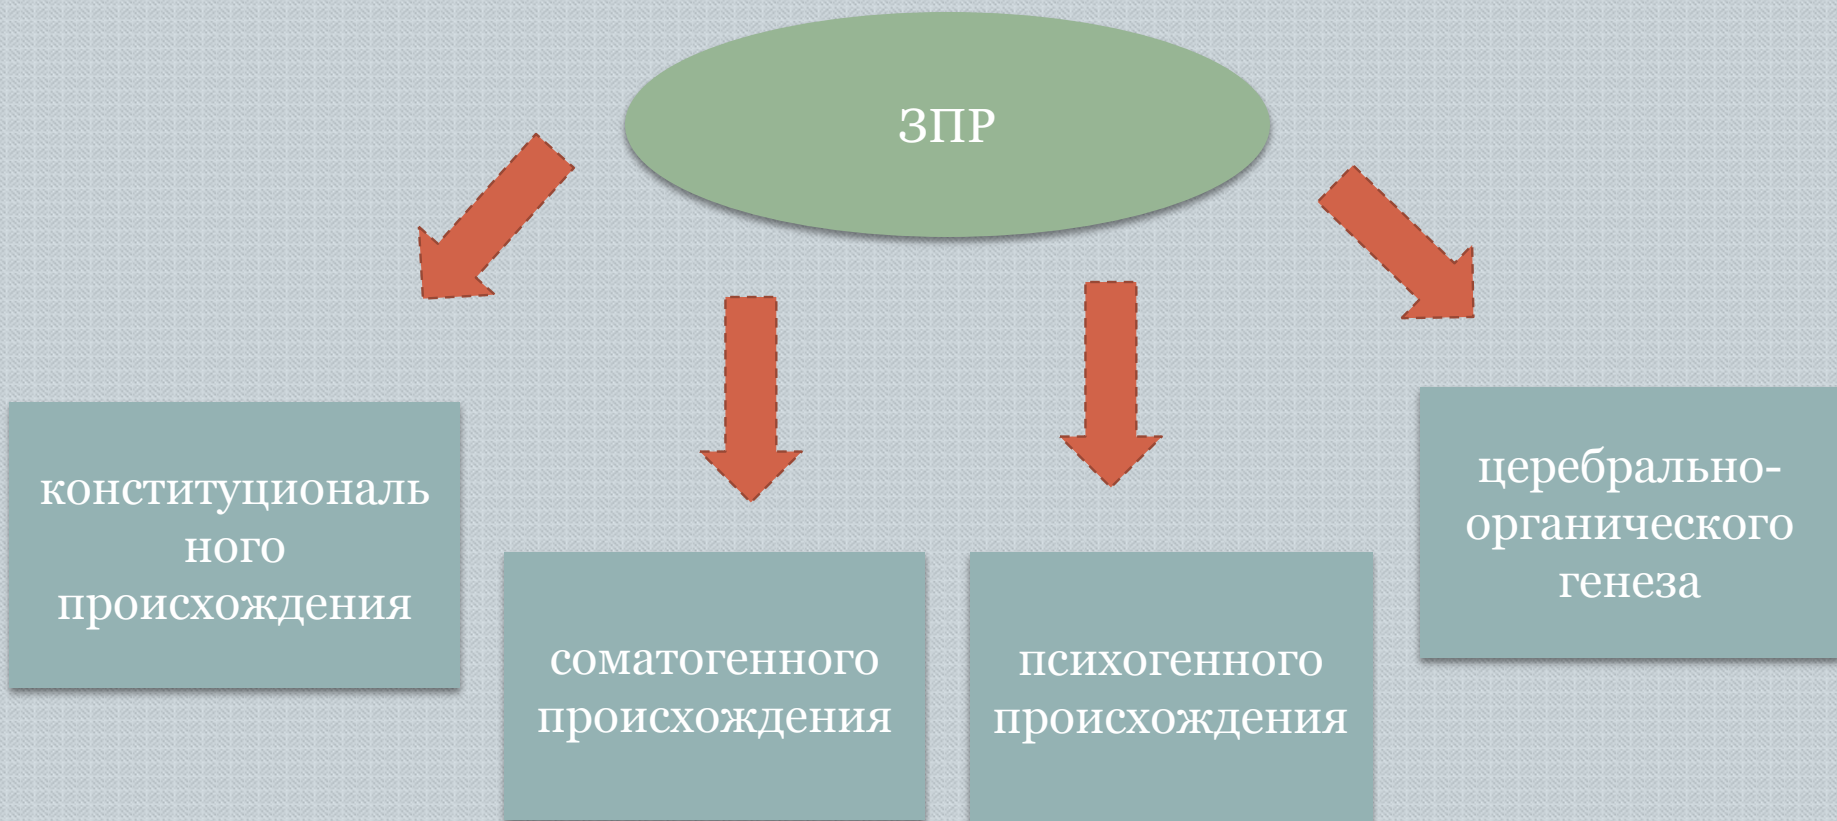 ЗПР
конституциональ
ного
происхождения
соматогенного
происхождения
психогенного
происхождения
церебрально-
органического
генеза